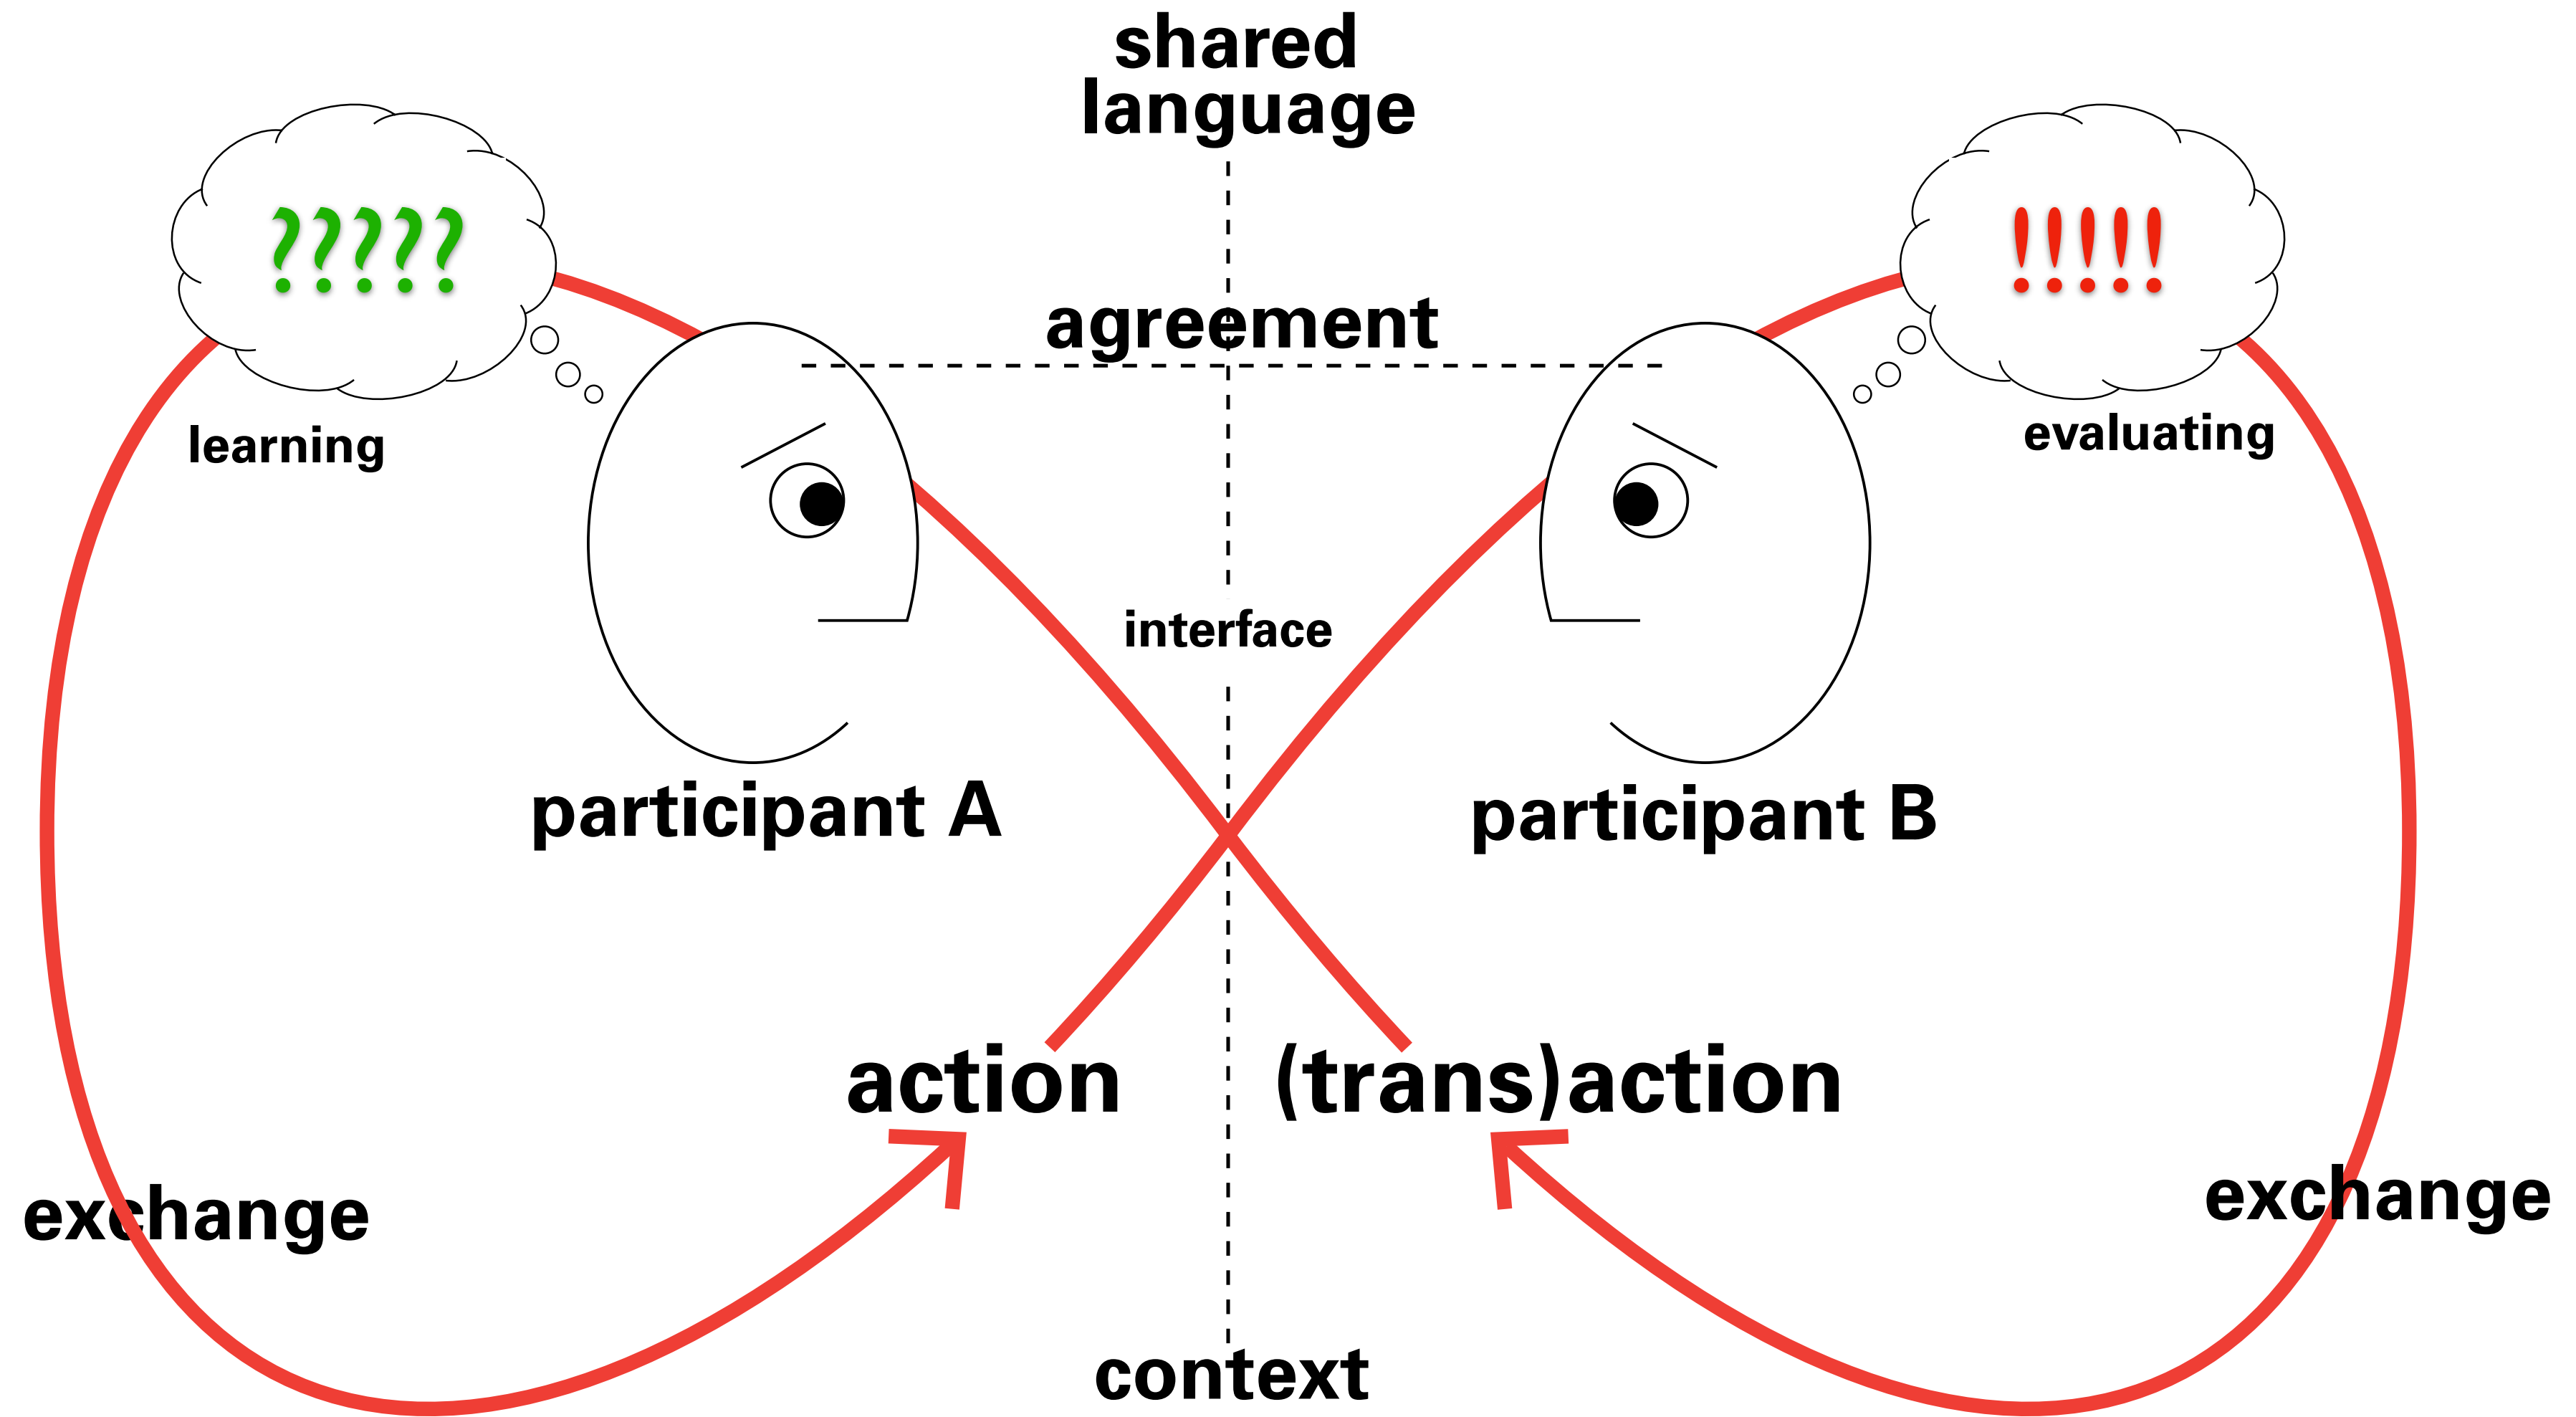 shared
language
?????
!!!!!
agreement
learning
evaluating
interface
participant A
participant B
action
(trans)action
exchange
exchange
context